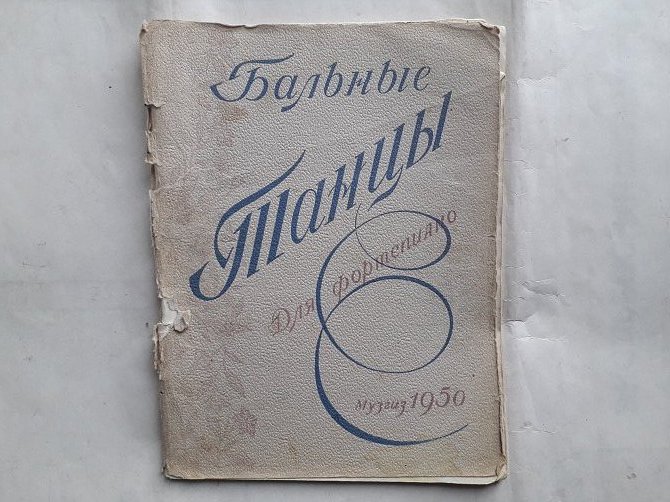 Бальные
Танцы
Для фортепиано
Музгиз 1950